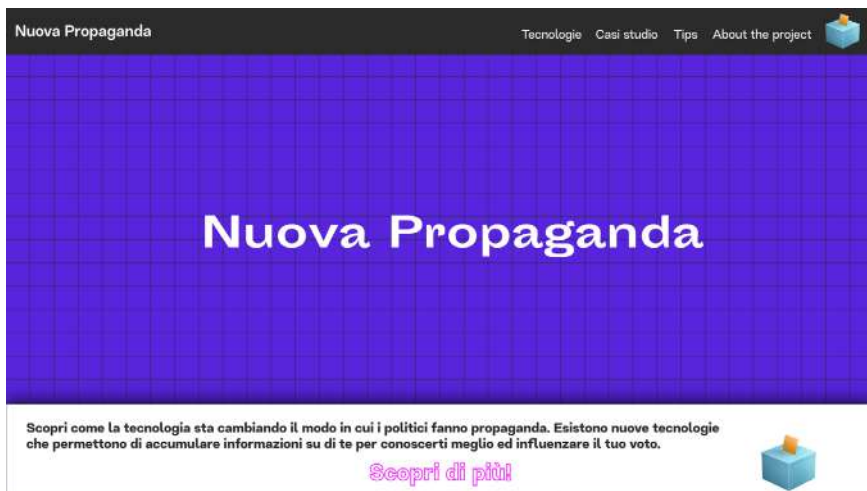 Nuova Propaganda
Tecnologie Casi studio Tips About the project
Nuova Propaganda
Scopri come la tecnologia sta cambiando il modo in cui i politici fanno propaganda. Esistono nuove tecnologie
che permettono di accumulare informazioni su di te per conoscerti meglio ed influenzare il tuo voto.
Scopri di più!